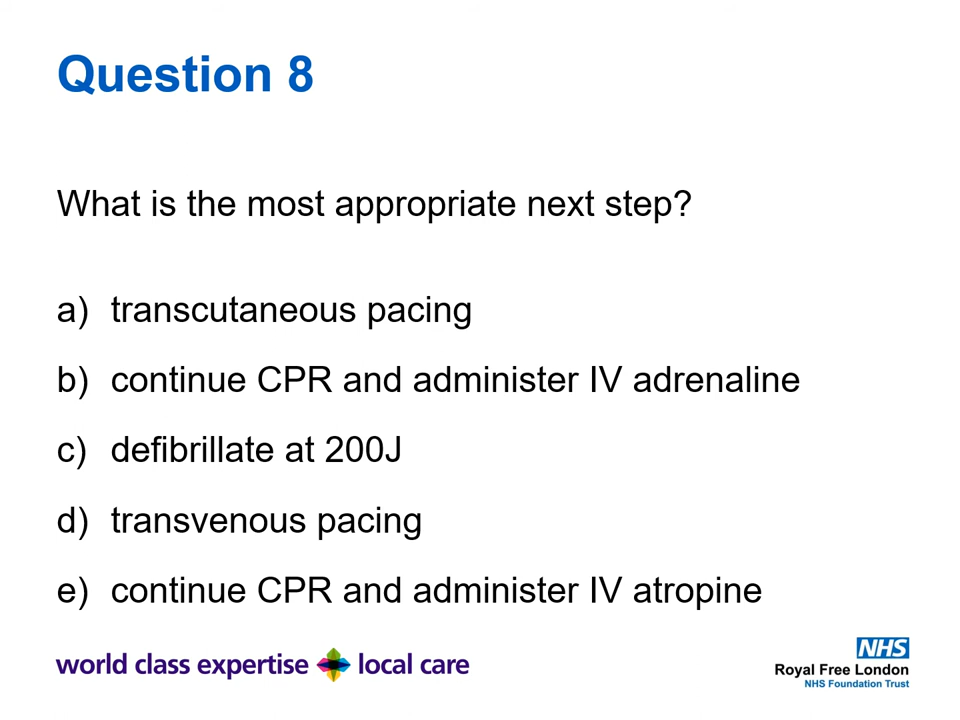 Question 8
What is the most appropriate next step?
a) transcutaneous pacing
b) continue CPR and administer IV adrenaline
c) defibrillate at 200J
d) transvenous pacing
e) continue CPR and administer IV atropine
world class expertise local care
NHS
Royal Free London
NHS Foundation Trust